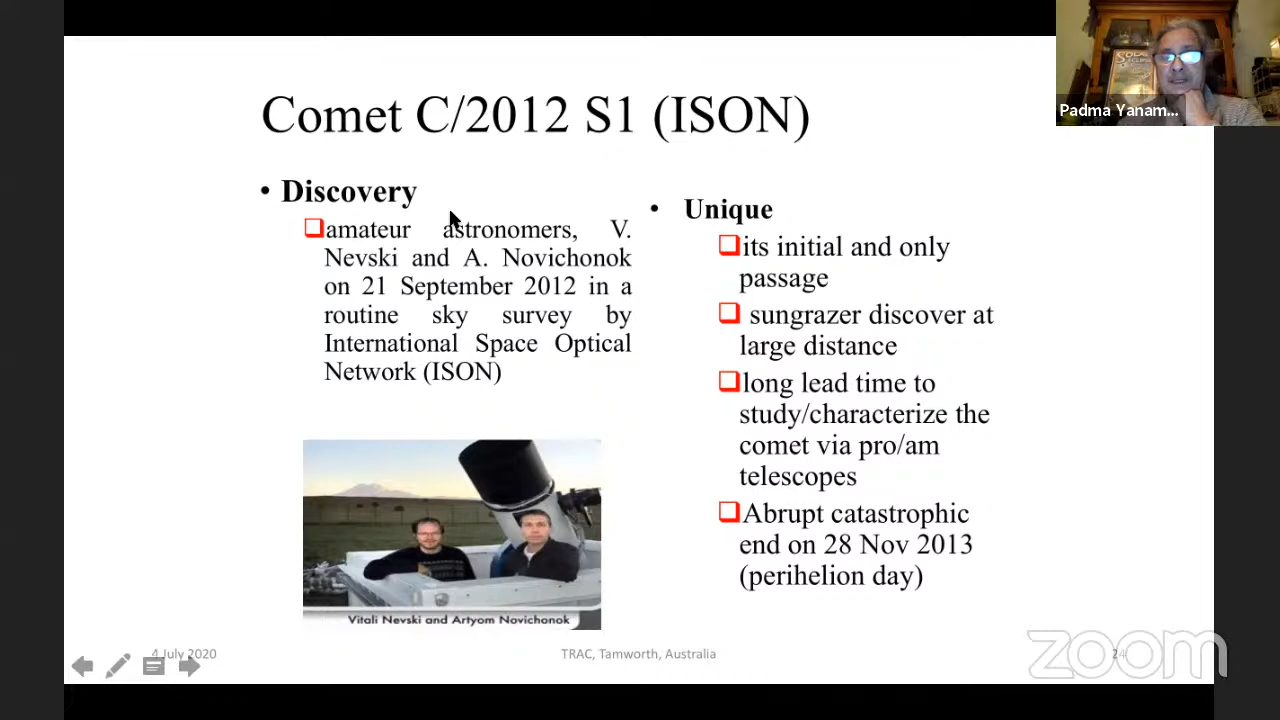 Comet C/2012 S1 (ISON)
Padma Yanam...
• Discovery
amateur astronomers, V.
Nevski and A. Novichonok
on 21 September 2012 in a
routine sky survey by
International Space Optical
Network (ISON)
Vitali Nevski and Artyom Novichonok
• Unique
its initial and only
passage
sungrazer discover at
large distance
long lead time to
study/characterize the
comet via pro/am
telescopes
Abrupt catastrophic
end on 28 Nov 2013
(perihelion day)
4 July 2020
TRAC, Tamworth, Australia
24
zoom